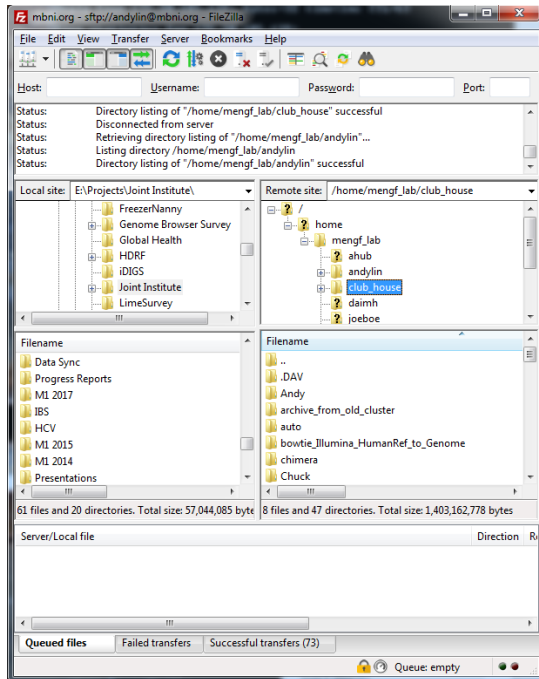 mbni.org - sftp://andylin@mbni.org - FileZilla
File Edit View Transfer Server Bookmarks Help
Host: Username: Password: Port:
Status: Directory listing of "/home/mengf_lab/club_house" successful
Status: Disconnected from server
Status: Retrieving directory listing of "/home/mengf_lab/andylin"...
Status: Listing directory /home/mengf_lab/andylin
Status: Directory listing of "/home/mengf_lab/andylin" successful
Local site: E:\Projects\Joint Institute\
FreezerNanny
Genome Browser Survey
Global Health
HDRF
iDIGS
Joint Institute
LimeSurvey
Remote site: /home/mengf_lab/club_house
/
home
mengf_lab
ahub
andylin
club_house
daimh
joeboe
Filename
Data Sync
Progress Reports
M1 2017
IBS
HCV
M1 2015
M1 2014
Presentations
61 files and 20 directories. Total size: 57,044,085 byte
Filename
..
.DAV
Andy
archive_from_old_cluster
auto
bowtie_Illumina_HumanRef_to_Genome
chimera
Chuck
8 files and 47 directories. Total size: 1,403,162,778 bytes
Server/Local file Direction R
Queued files Failed transfers Successful transfers (73)
Queue: empty